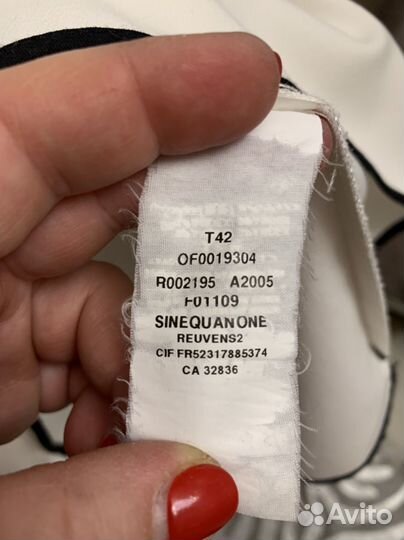 T42
OF0019304
R002195 A2005
F01109
SINEQUANONE
REUVENS2
CIF FR52317885374
CA 32836
Avito